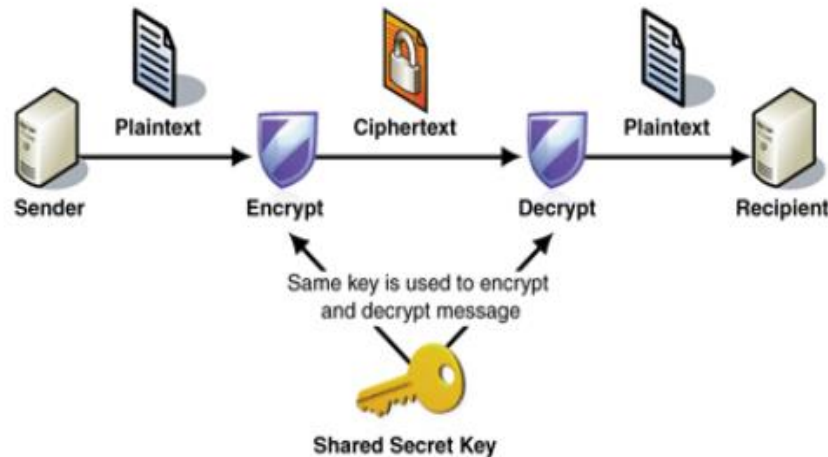 Plaintext
Ciphertext
Plaintext
Sender
Encrypt
Decrypt
Recipient
Same key is used to encrypt
and decrypt message
Shared Secret Key